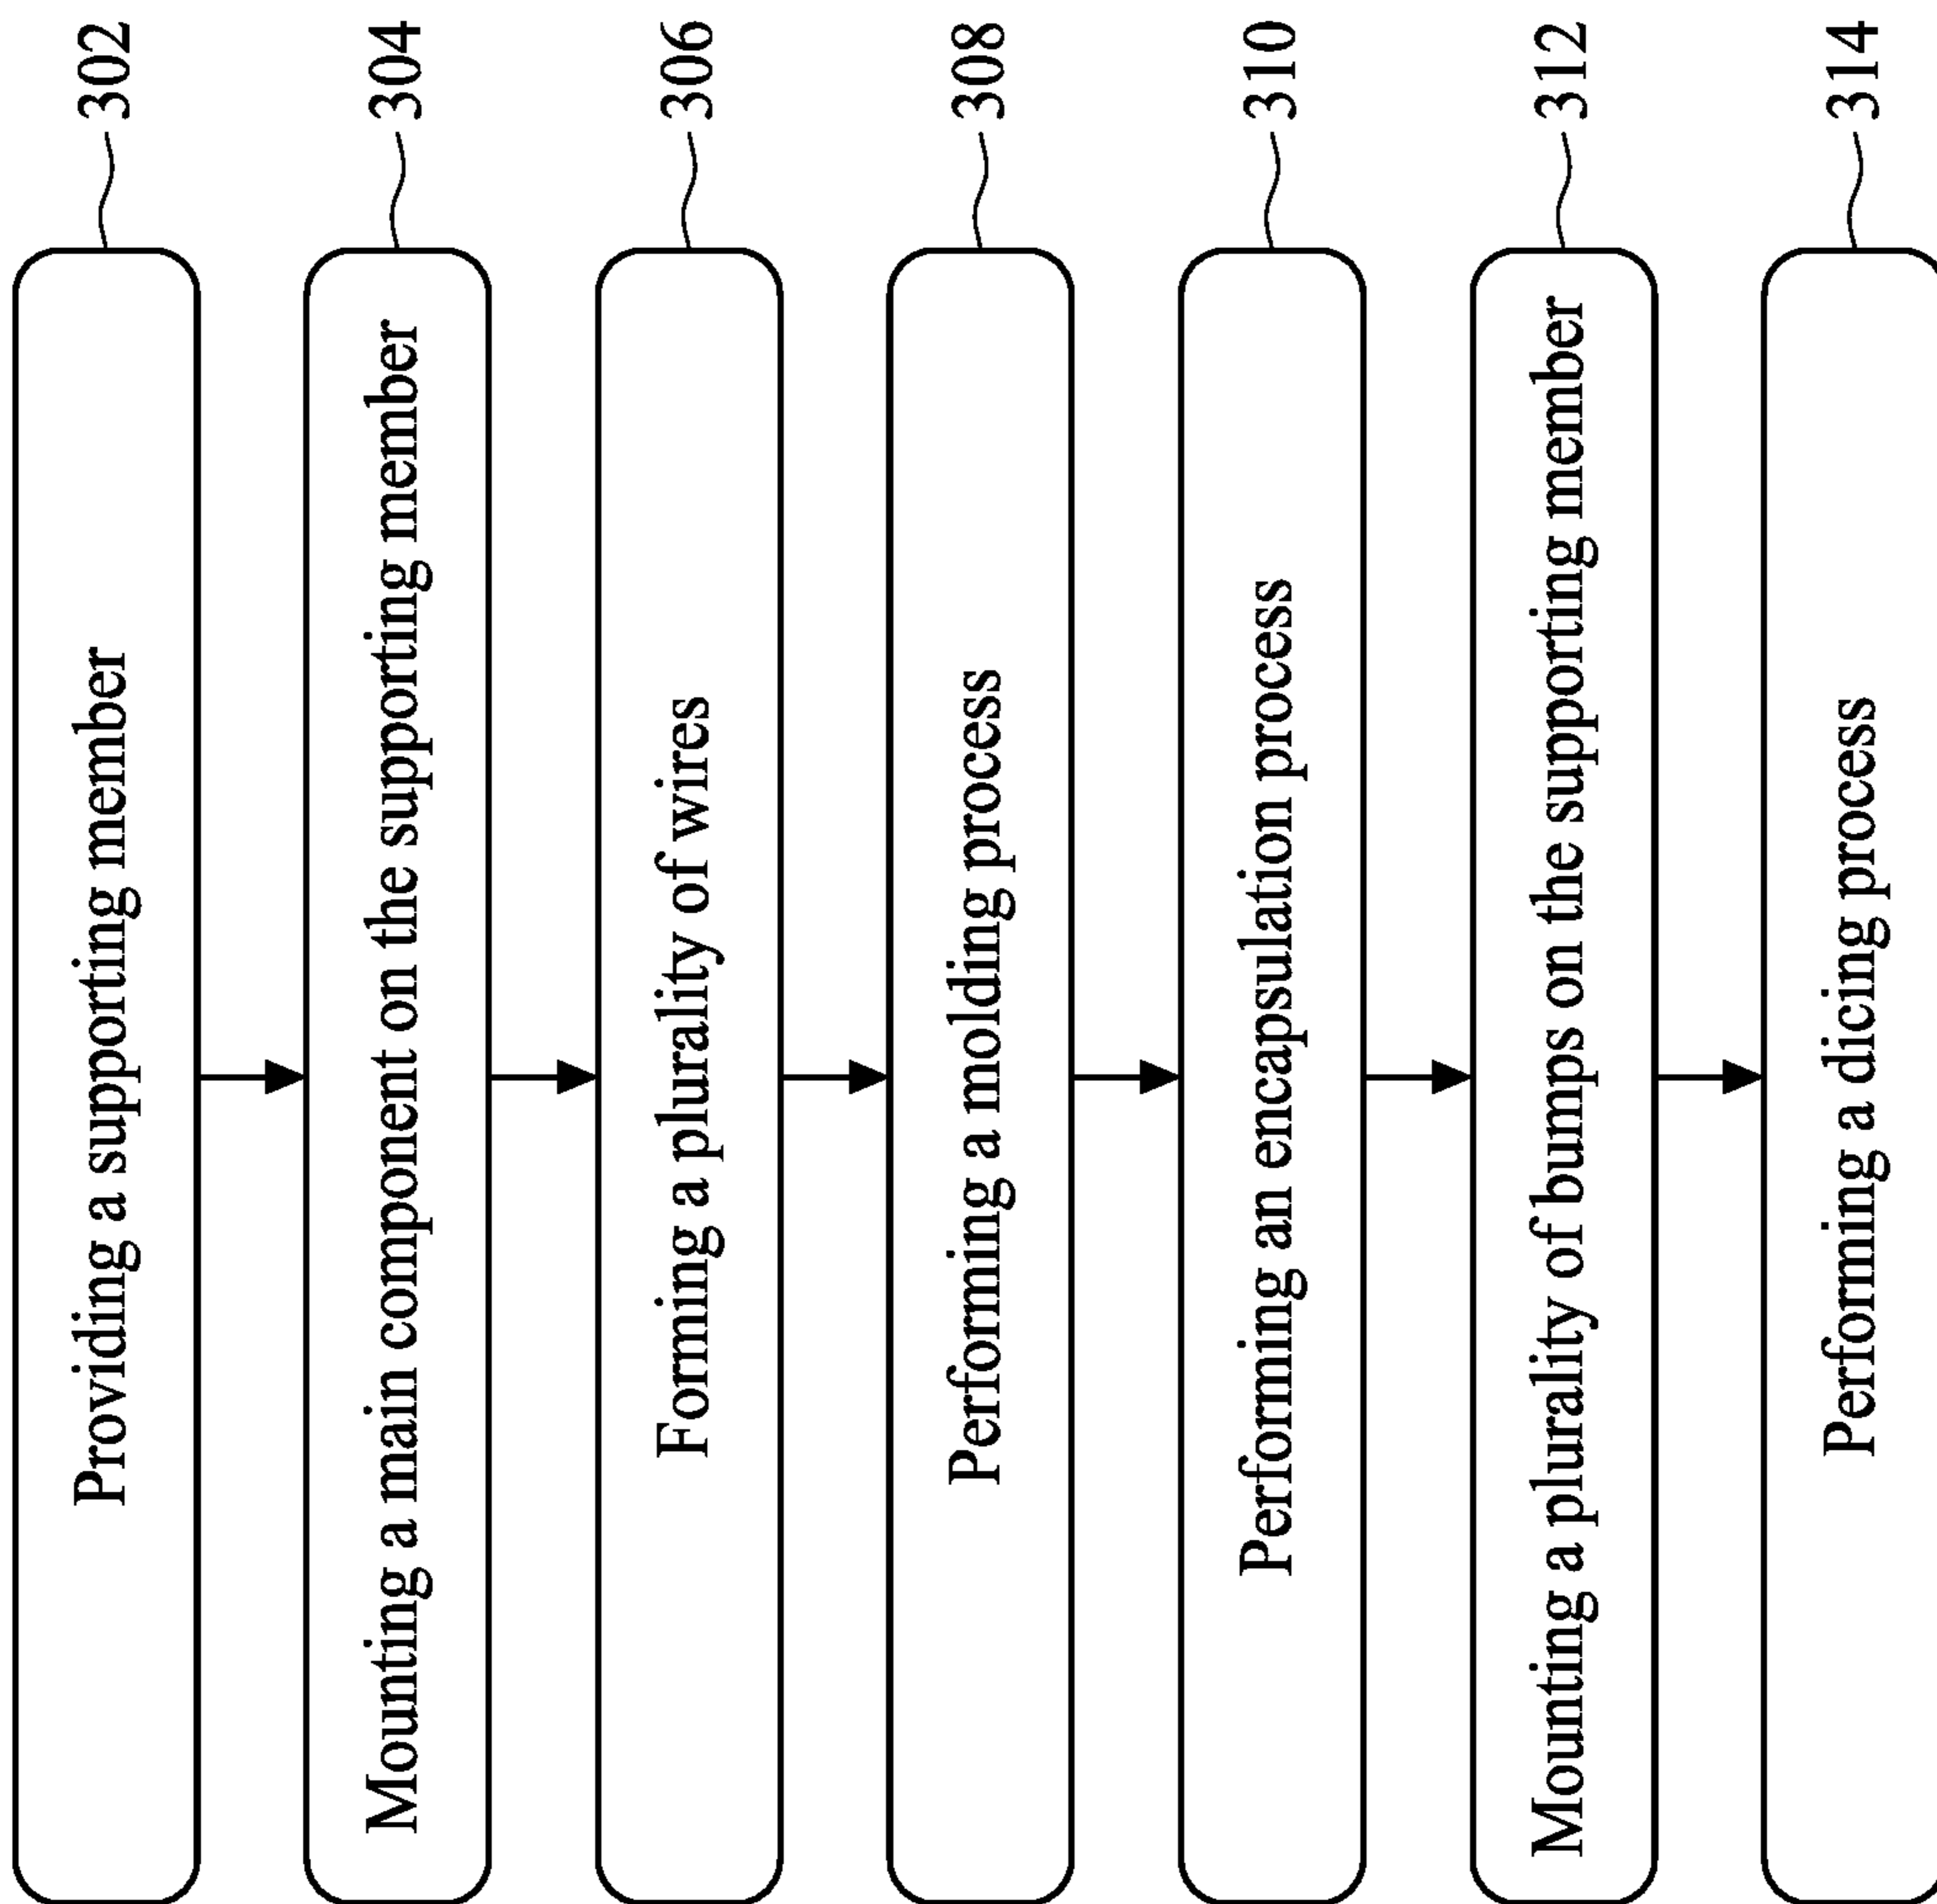 Providing a supporting member 302
Mounting a main component on the supporting member 304
Forming a plurality of wires 306
Performing a molding process 308
Performing an encapsulation process 310
Mounting a plurality of bumps on the supporting member 312
Performing a dicing process 314